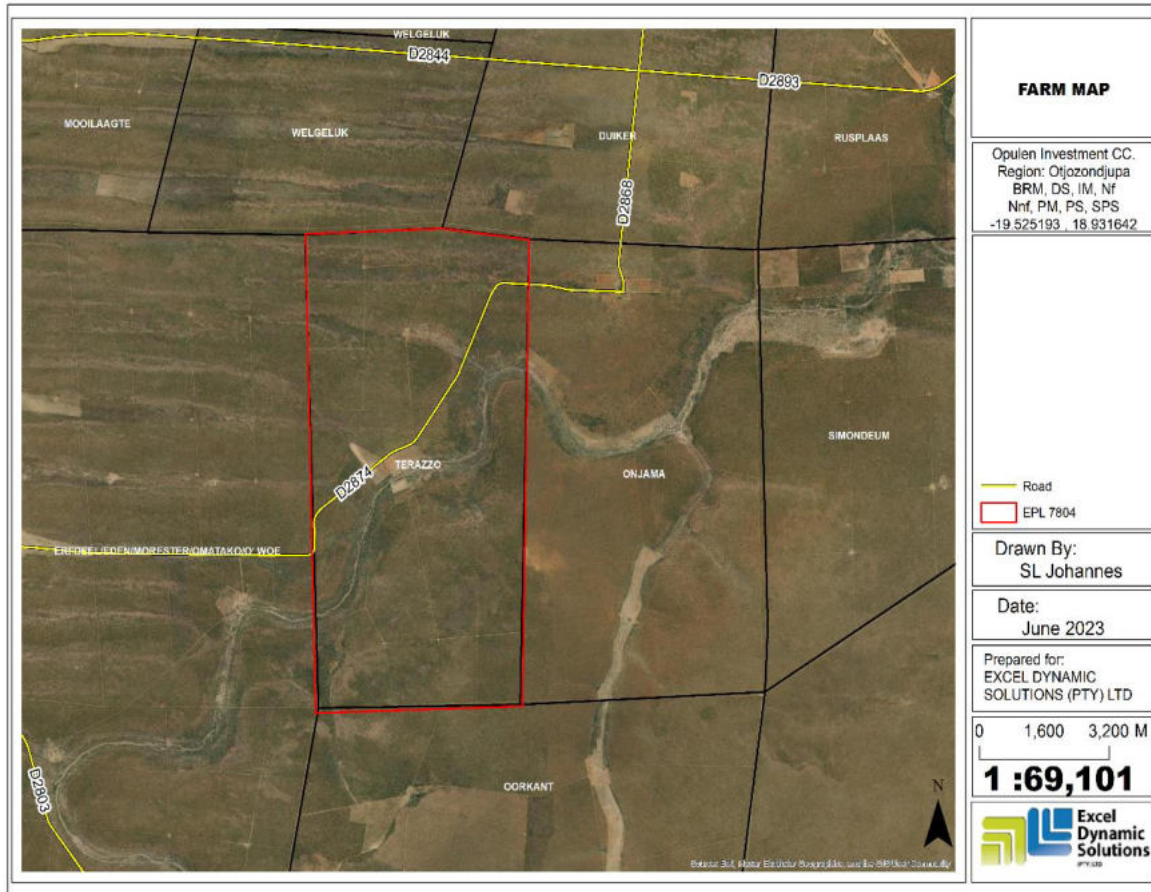 WELGELUK
D2844
D2893
MOOILAAGTE
WELGELUK
DUIKER
RUSPLAAS
D2868
TERAZZO
D2874
ONJAMA
SIMONDEUM
OORKANT
D2803
FARM MAP
Opulen Investment CC.
Region: Otjozondjupa
BRM, DS, IM, Nf
Nnf, PM, PS, SPS
-19.525193 , 18.931642
Road
EPL 7804
Drawn By:
SL Johannes
Date:
June 2023
Prepared for:
EXCEL DYNAMIC
SOLUTIONS (PTY) LTD
0 1,600 3,200 M
1 :69,101
N
Excel
Dynamic
Solutions
(PTY) LTD